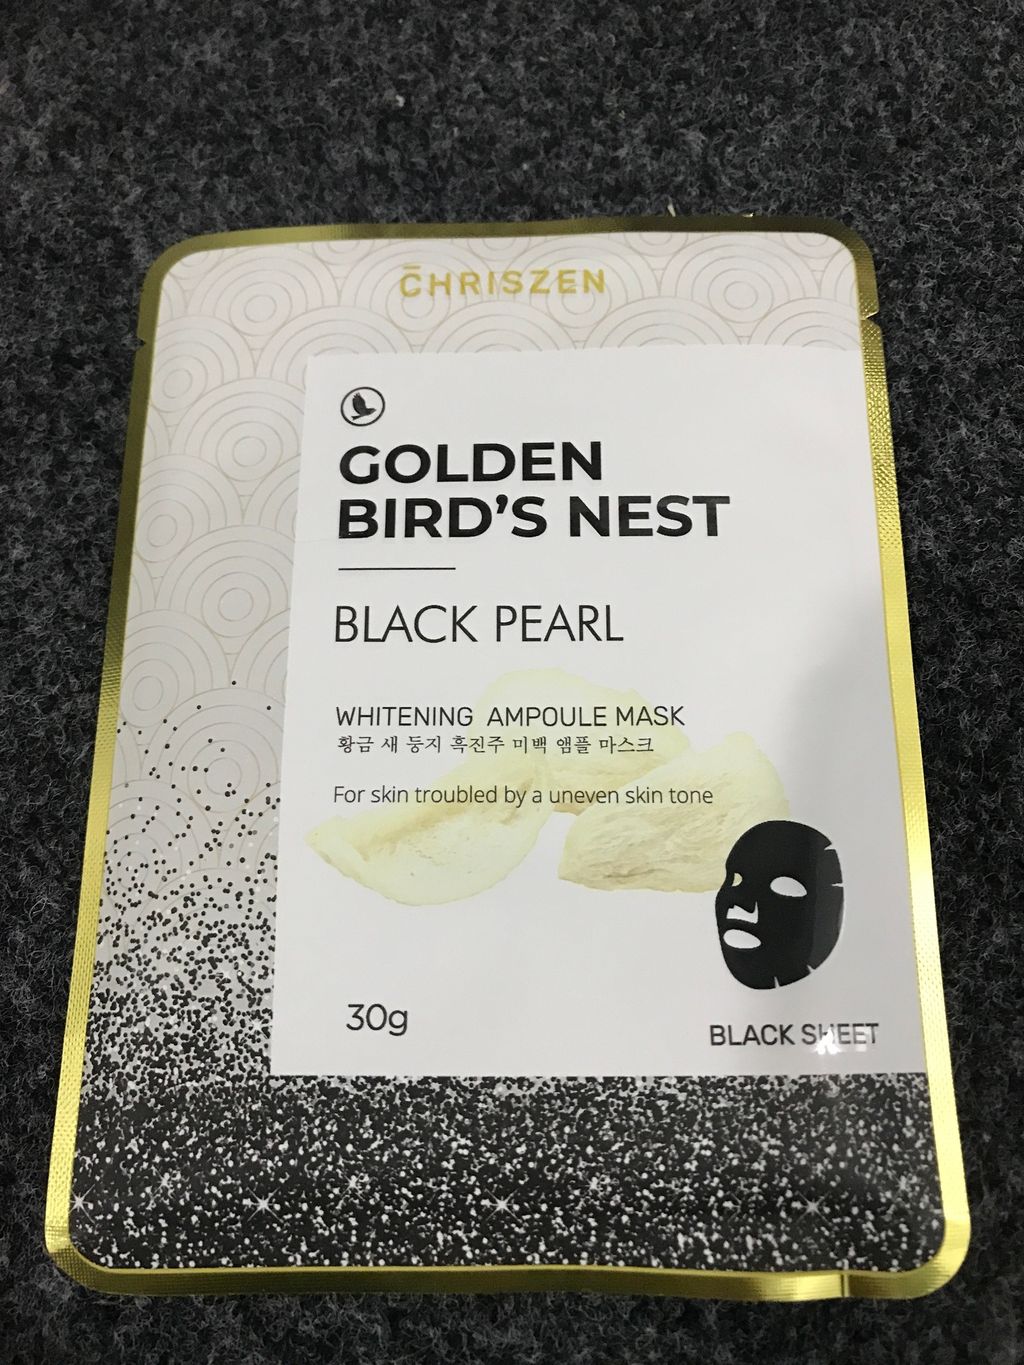 C̄HRISZEN
GOLDEN
BIRD'S NEST
BLACK PEARL
WHITENING AMPOULE MASK
황금 새 둥지 흑진주 미백 앰플 마스크
For skin troubled by a uneven skin tone
30g
BLACK SHEET